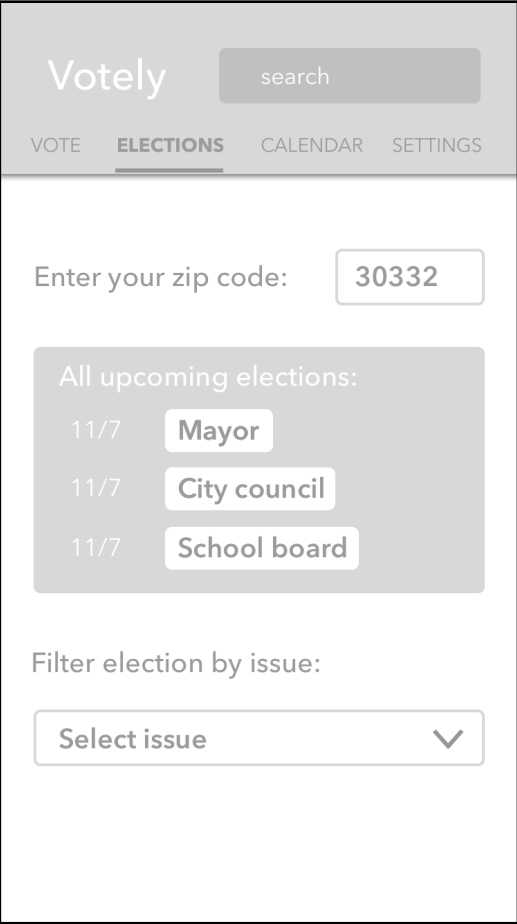 Votely
search
VOTE ELECTIONS CALENDAR SETTINGS
Enter your zip code: 30332
All upcoming elections:
11/7 Mayor
11/7 City council
11/7 School board
Filter election by issue:
Select issue